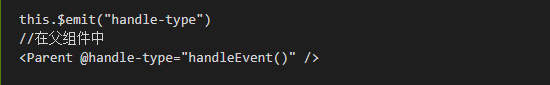 this.$emit("handle-type")
//在父组件中
<Parent @handle-type="handleEvent()" />